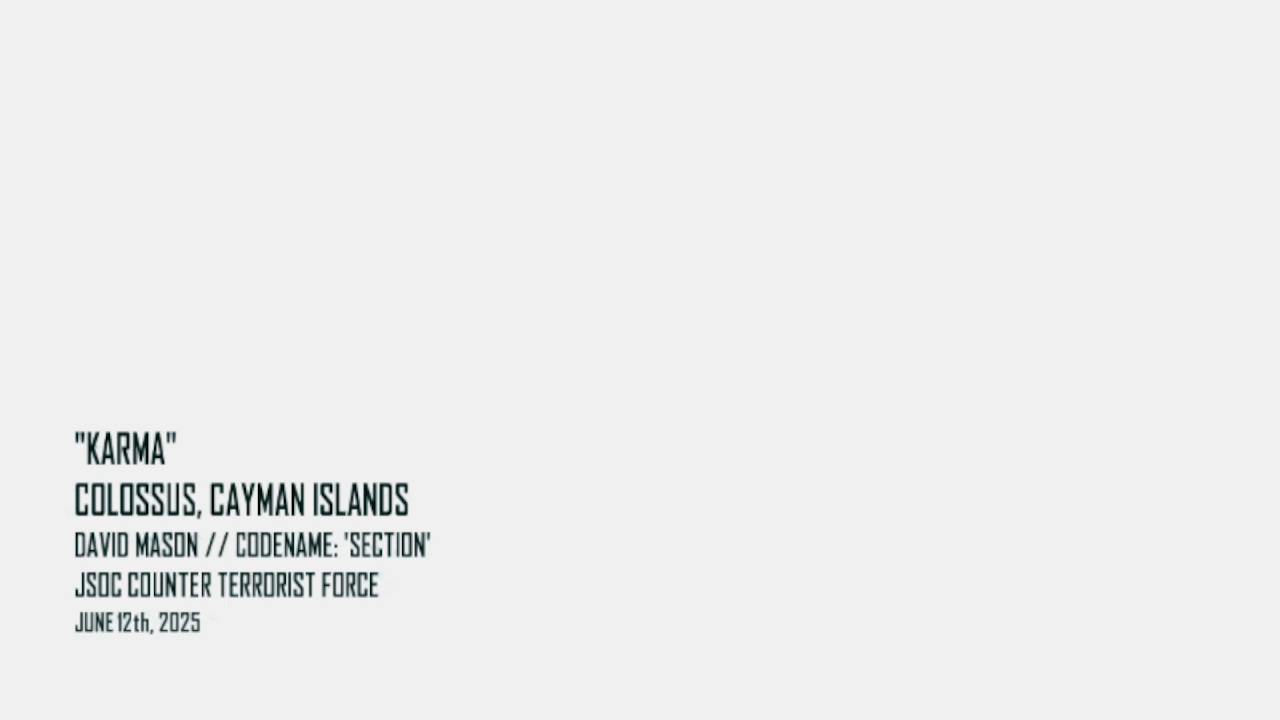 "KARMA"
COLOSSUS, CAYMAN ISLANDS
DAVID MASON // CODENAME: 'SECTION'
JSOC COUNTER TERRORIST FORCE
JUNE 12th, 2025